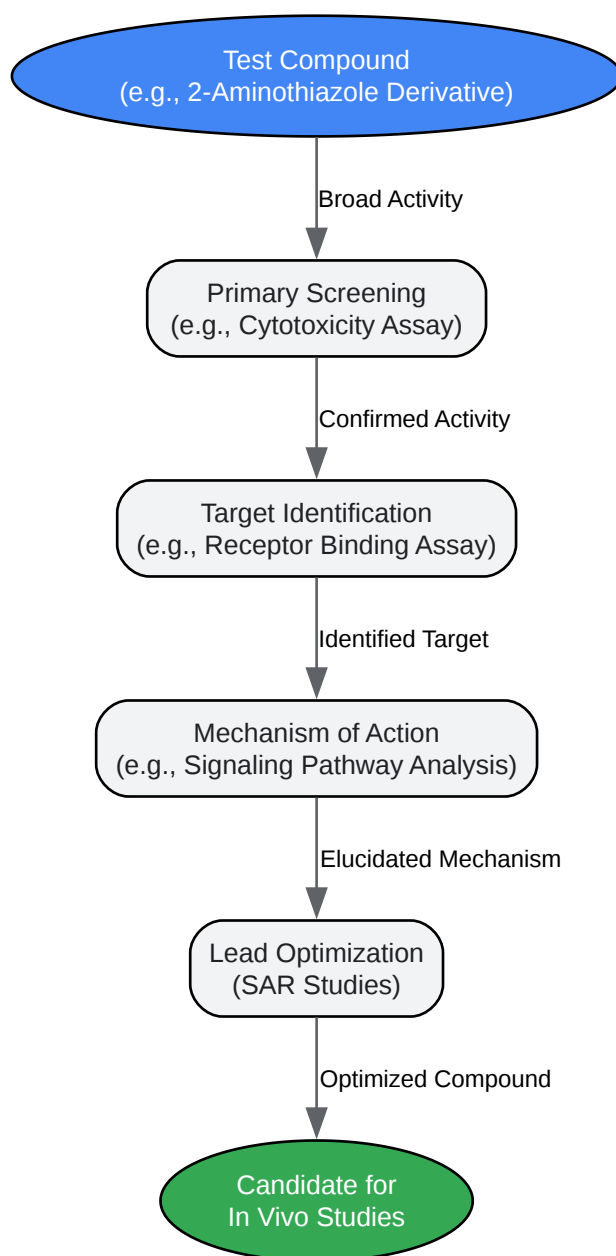 Test Compound
(e.g., 2-Aminothiazole Derivative)
Broad Activity
Primary Screening
(e.g., Cytotoxicity Assay)
Confirmed Activity
Target Identification
(e.g., Receptor Binding Assay)
Identified Target
Mechanism of Action
(e.g., Signaling Pathway Analysis)
Elucidated Mechanism
Lead Optimization
(SAR Studies)
Optimized Compound
Candidate for
In Vivo Studies